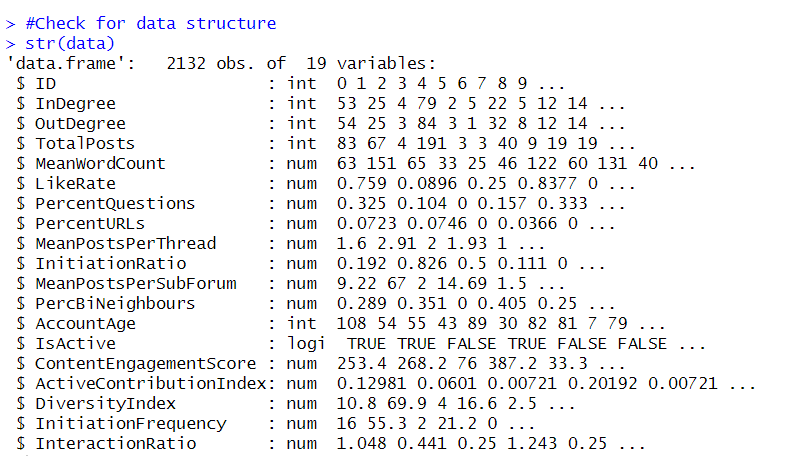 > #Check for data structure
> str(data)
'data.frame':   2132 obs. of  19 variables:
 $ ID                     : int  0 1 2 3 4 5 6 7 8 9 ...
 $ InDegree               : int  53 25 4 79 2 5 22 5 12 14 ...
 $ OutDegree              : int  54 25 3 84 3 1 32 8 12 14 ...
 $ TotalPosts             : int  83 67 4 191 3 3 40 9 19 19 ...
 $ MeanWordCount          : num  63 151 65 33 25 46 122 60 131 40 ...
 $ LikeRate               : num  0.759 0.0896 0.25 0.8377 0 ...
 $ PercentQuestions       : num  0.325 0.104 0 0.157 0.333 ...
 $ PercentURLs            : num  0.0723 0.0746 0 0.0366 0 ...
 $ MeanPostsPerThread     : num  1.6 2.91 2 1.93 1 ...
 $ InitiationRatio        : num  0.192 0.826 0.5 0.111 0 ...
 $ MeanPostsPerSubForum   : num  9.22 67 2 14.69 1.5 ...
 $ PercBiNeighbours       : num  0.289 0.351 0 0.405 0.25 ...
 $ AccountAge             : int  108 54 55 43 89 30 82 81 7 79 ...
 $ IsActive               : logi  TRUE TRUE FALSE TRUE FALSE FALSE ...
 $ ContentEngagementScore : num  253.4 268.2 76 387.2 33.3 ...
 $ ActiveContributionIndex: num  0.12981 0.0601 0.00721 0.20192 0.00721 ...
 $ DiversityIndex         : num  10.8 69.9 4 16.6 2.5 ...
 $ InitiationFrequency    : num  16 55.3 2 21.2 0 ...
 $ InteractionRatio       : num  1.048 0.441 0.25 1.243 0.25 ...